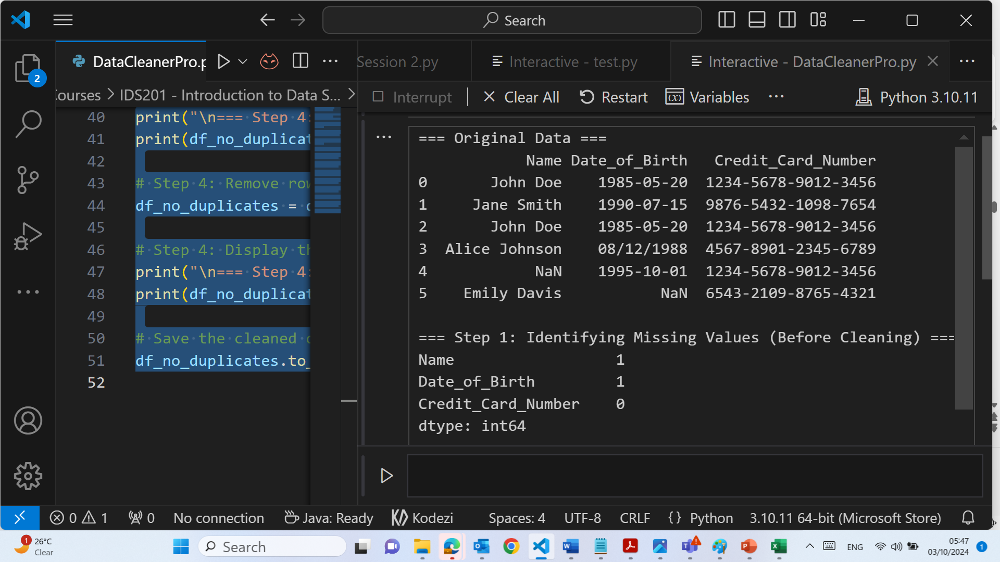 Search
DataCleanerPro.p
Session 2.py
Interactive - test.py
Interactive - DataCleanerPro.py
ourses > IDS201 - Introduction to Data S... >
Interrupt
Clear All
Restart
Variables
Python 3.10.11
2
40 print("\n=== Step 4:
41 print(df_no_duplicat
42
43 # Step 4: Remove row
44 df_no_duplicates = d
45
46 # Step 4: Display th
47 print("\n=== Step 4:
48 print(df_no_duplicat
49
50 # Save the cleaned d
51 df_no_duplicates.to_
52
=== Original Data ===
Name Date_of_Birth Credit_Card_Number
0 John Doe 1985-05-20 1234-5678-9012-3456
1 Jane Smith 1990-07-15 9876-5432-1098-7654
2 John Doe 1985-05-20 1234-5678-9012-3456
3 Alice Johnson 08/12/1988 4567-8901-2345-6789
4 NaN 1995-10-01 1234-5678-9012-3456
5 Emily Davis NaN 6543-2109-8765-4321
=== Step 1: Identifying Missing Values (Before Cleaning) ===
Name 1
Date_of_Birth 1
Credit_Card_Number 0
dtype: int64
0 1 0 No connection Java: Ready Kodezi Spaces: 4 UTF-8 CRLF {} Python 3.10.11 64-bit (Microsoft Store)
1 26°C
Clear
Search
ENG
05:47
03/10/2024
1